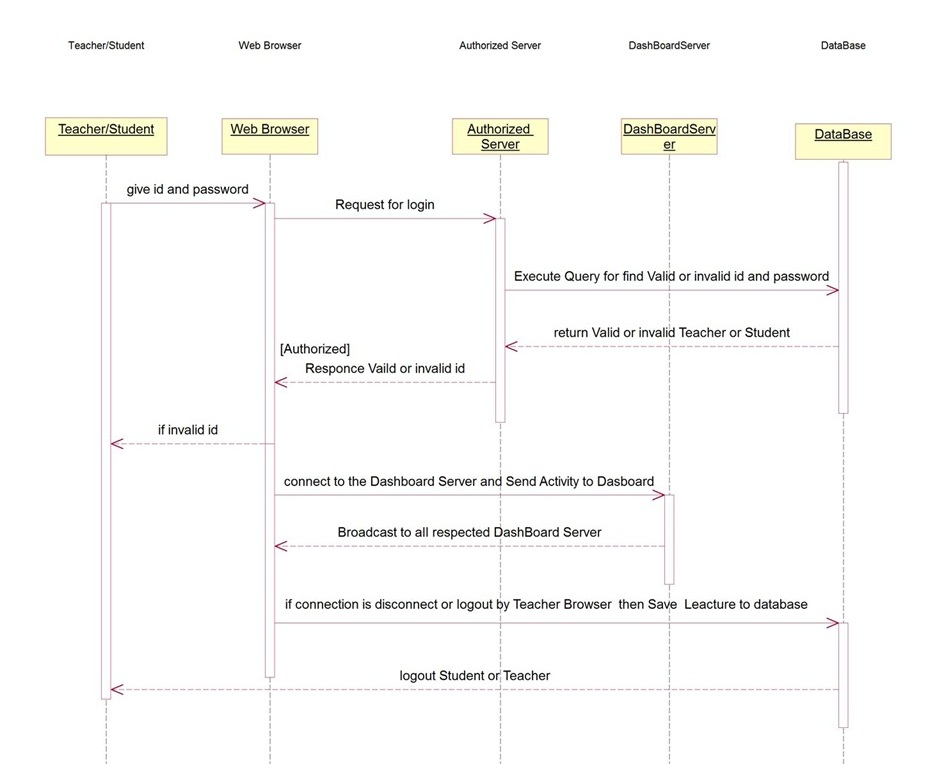 Teacher/Student
Web Browser
Authorized Server
DashBoardServer
DataBase
Teacher/Student
Web Browser
Authorized
Server
DashBoardServ
er
DataBase
give id and password
Request for login
Execute Query for find Valid or invalid id and password
return Valid or invalid Teacher or Student
[Authorized]
Responce Vaild or invalid id
if invalid id
connect to the Dashboard Server and Send Activity to Dasboard
Broadcast to all respected DashBoard Server
if connection is disconnect or logout by Teacher Browser then Save Leacture to database
logout Student or Teacher